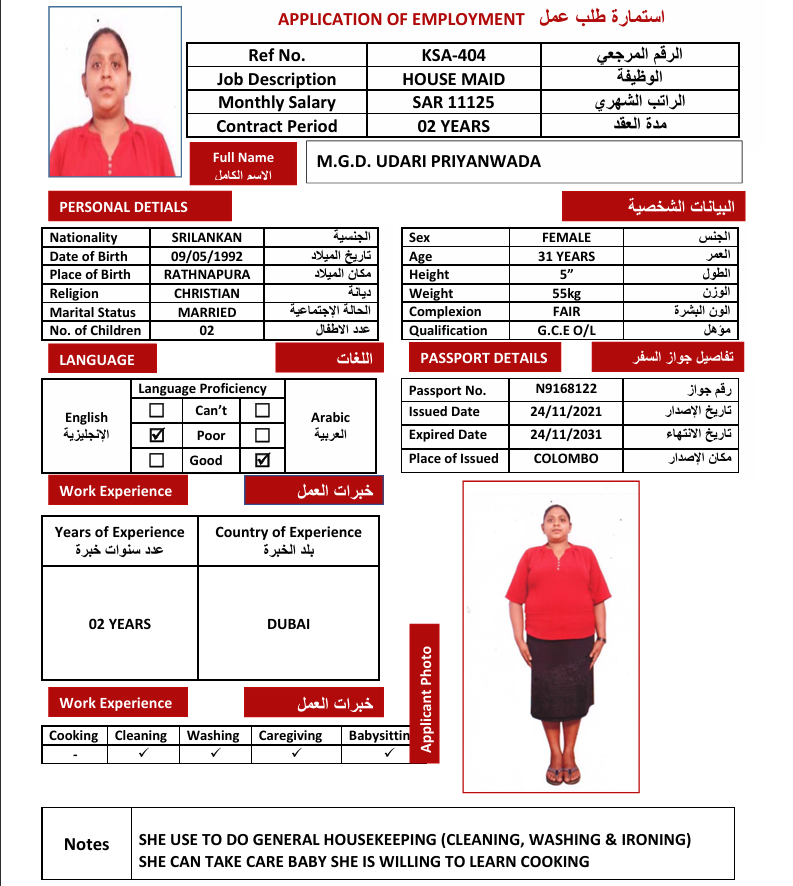 APPLICATION OF EMPLOYMENT استمارة طلب عمل
Ref No. KSA-404 الرقم المرجعي
Job Description HOUSE MAID الوظيفة
Monthly Salary SAR 11125 الراتب الشهري
Contract Period 02 YEARS مدة العقد
Full Name M.G.D. UDARI PRIYANWADA
الاسم الكامل
PERSONAL DETIALS البيانات الشخصية
Nationality SRILANKAN الجنسية
Date of Birth 09/05/1992 تاريخ الميلاد
Place of Birth RATHNAPURA مكان الميلاد
Religion CHRISTIAN ديانة
Marital Status MARRIED الحالة الإجتماعية
No. of Children 02 عدد الاطفال
Sex FEMALE الجنس
Age 31 YEARS العمر
Height 5” الطول
Weight 55kg الوزن
Complexion FAIR الون البشرة
Qualification G.C.E O/L مؤهل
LANGUAGE اللغات
Language Proficiency
English
الإنجليزية
☐ Can’t ☐
☑ Poor ☐
☐ Good ☑
Arabic
العربية
PASSPORT DETAILS تفاصيل جواز السفر
Passport No. N9168122 رقم جواز
Issued Date 24/11/2021 تاريخ الإصدار
Expired Date 24/11/2031 تاريخ الانتهاء
Place of Issued COLOMBO مكان الإصدار
Work Experience خبرات العمل
Years of Experience Country of Experience
عدد سنوات خبرة بلد الخبرة
02 YEARS DUBAI
Work Experience خبرات العمل
Cooking Cleaning Washing Caregiving Babysittin
- ✓ ✓ ✓ ✓
Applicant Photo
Notes
SHE USE TO DO GENERAL HOUSEKEEPING (CLEANING, WASHING & IRONING)
SHE CAN TAKE CARE BABY SHE IS WILLING TO LEARN COOKING